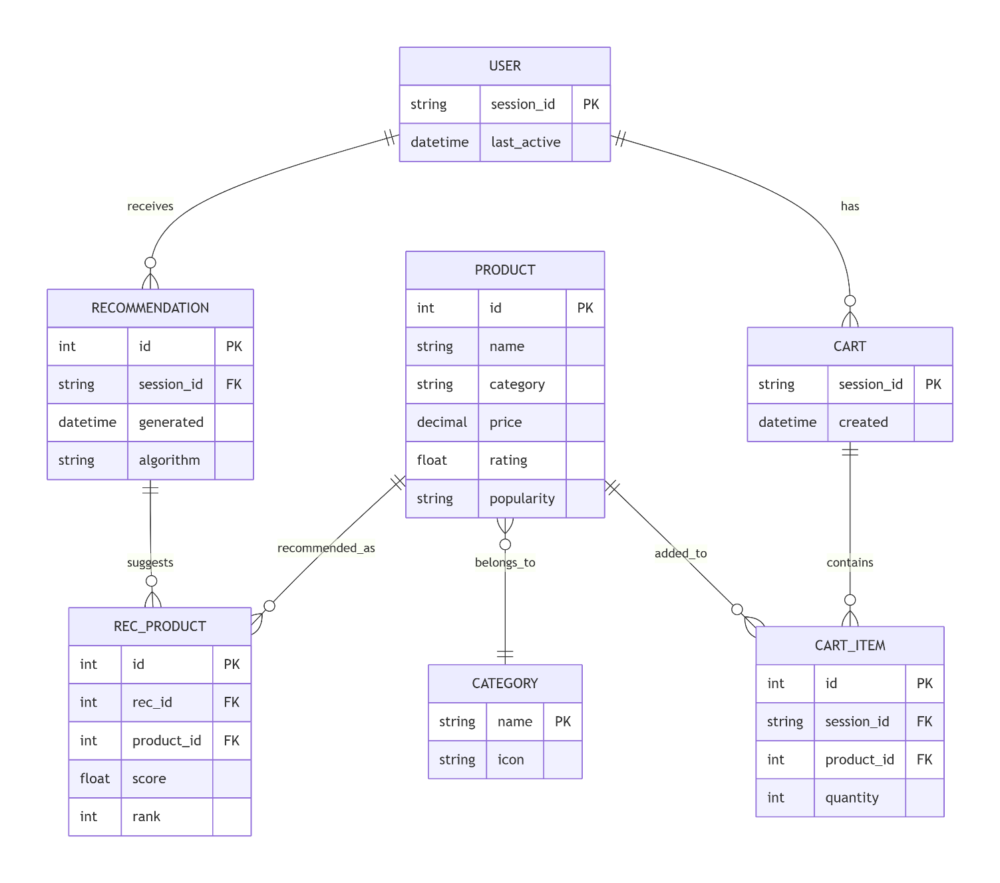 USER
string session_id PK
datetime last_active
receives
has
PRODUCT
int id PK
string name
string category
decimal price
float rating
string popularity
RECOMMENDATION
int id PK
string session_id FK
datetime generated
string algorithm
CART
string session_id PK
datetime created
suggests
recommended_as
belongs_to
added_to
contains
REC_PRODUCT
int id PK
int rec_id FK
int product_id FK
float score
int rank
CATEGORY
string name PK
string icon
CART_ITEM
int id PK
string session_id FK
int product_id FK
int quantity